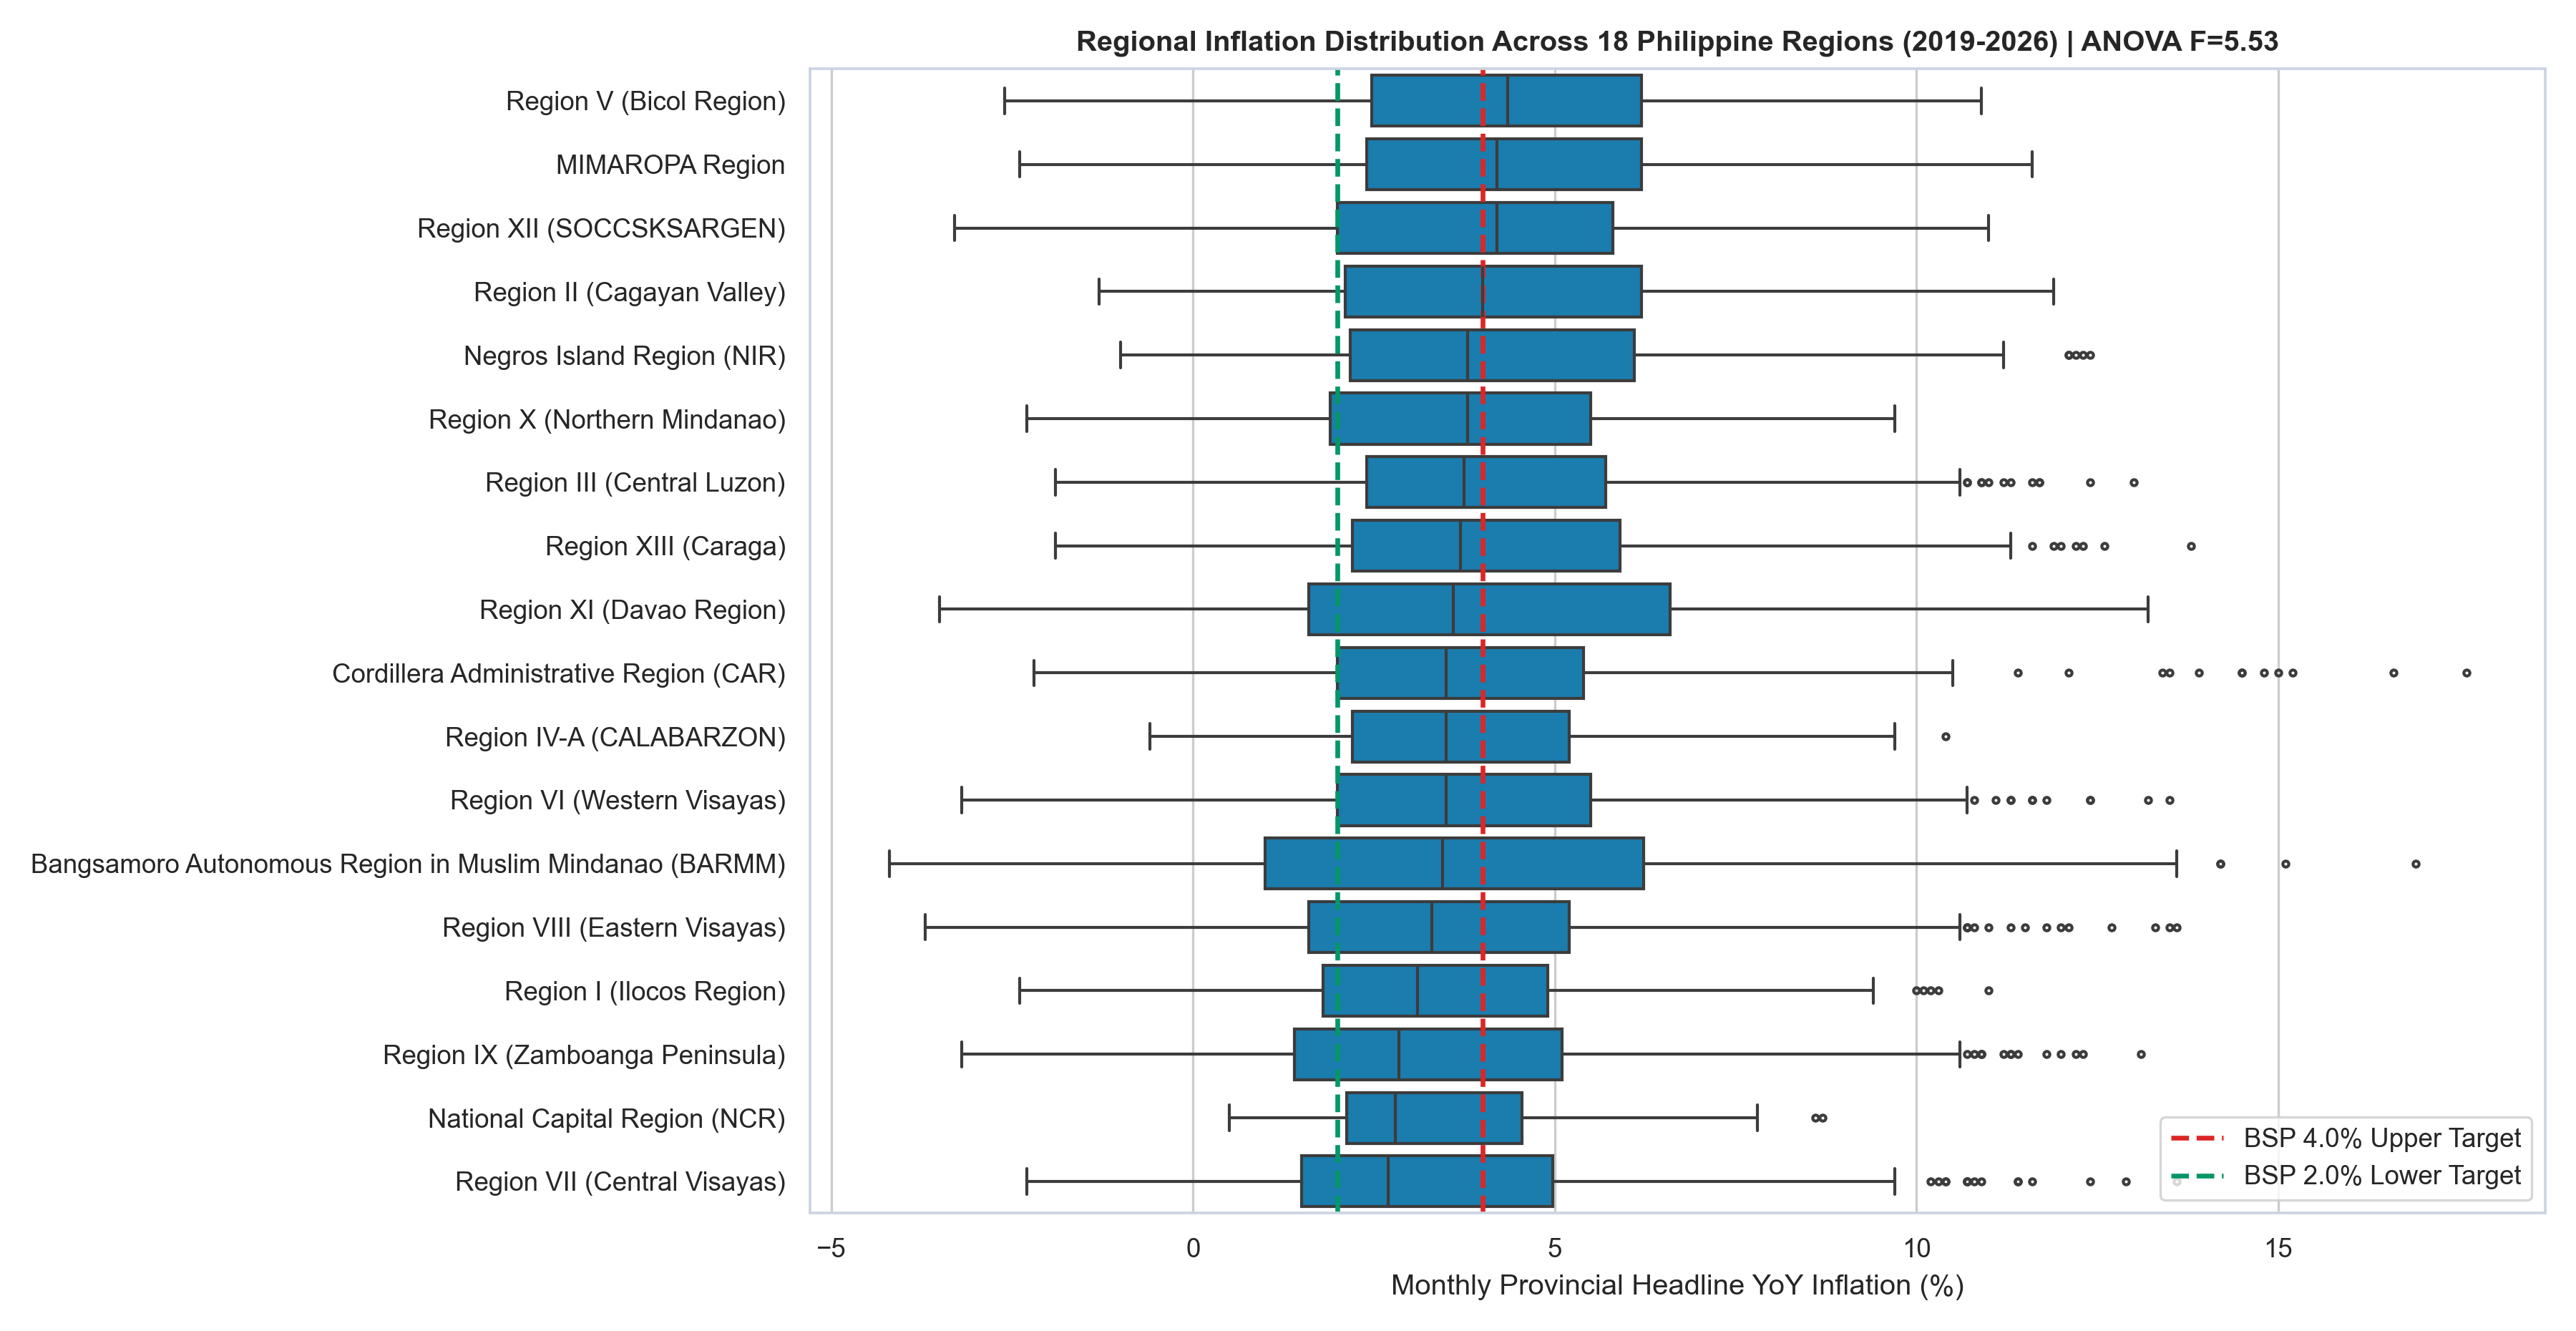 Regional Inflation Distribution Across 18 Philippine Regions (2019-2026) | ANOVA F=5.53
Region V (Bicol Region)
MIMAROPA Region
Region XII (SOCCSKSARGEN)
Region II (Cagayan Valley)
Negros Island Region (NIR)
Region X (Northern Mindanao)
Region III (Central Luzon)
Region XIII (Caraga)
Region XI (Davao Region)
Cordillera Administrative Region (CAR)
Region IV-A (CALABARZON)
Region VI (Western Visayas)
Bangsamoro Autonomous Region in Muslim Mindanao (BARMM)
Region VIII (Eastern Visayas)
Region I (Ilocos Region)
Region IX (Zamboanga Peninsula)
National Capital Region (NCR)
Region VII (Central Visayas)
BSP 4.0% Upper Target
BSP 2.0% Lower Target
−5 0 5 10 15
Monthly Provincial Headline YoY Inflation (%)